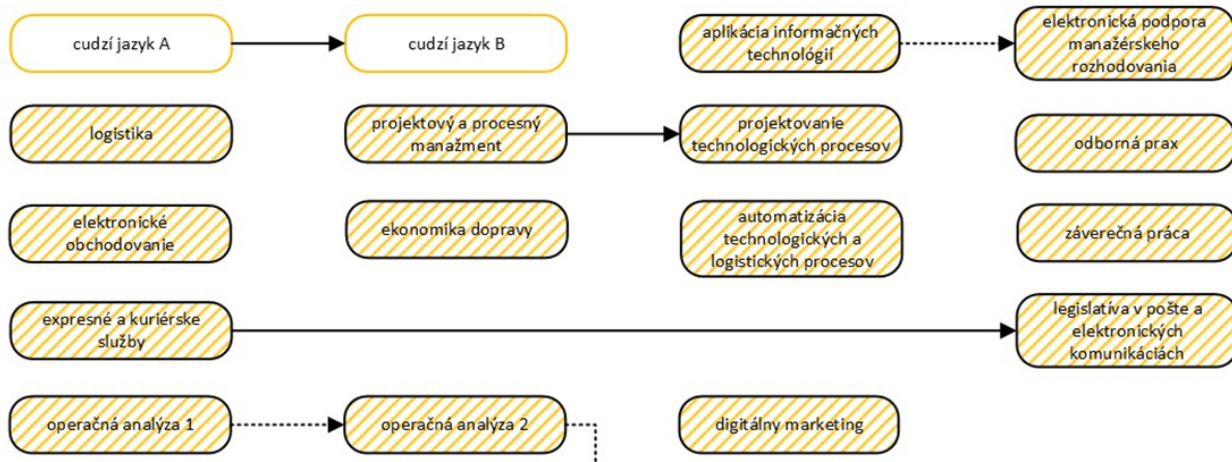 cudzí jazyk A
cudzí jazyk B
aplikácia informačných
technológií
elektronická podpora
manažérskeho
rozhodovania
logistika
projektový a procesný
manažment
projektovanie
technologických procesov
odborná prax
elektronické
obchodovanie
ekonomika dopravy
automatizácia
technologických a
logistických procesov
záverečná práca
expresné a kuriérske
služby
legislatíva v pošte a
elektronických
komunikáciách
operačná analýza 1
operačná analýza 2
digitálny marketing